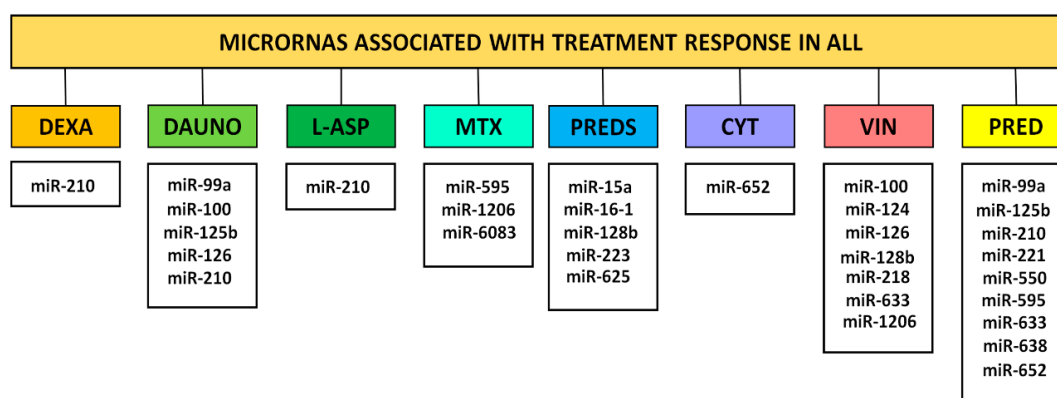 MICRORNAS ASSOCIATED WITH TREATMENT RESPONSE IN ALL
DEXA
miR-210
DAUNO
miR-99a
miR-100
miR-125b
miR-126
miR-210
L-ASP
miR-210
MTX
miR-595
miR-1206
miR-6083
PREDS
miR-15a
miR-16-1
miR-128b
miR-223
miR-625
CYT
miR-652
VIN
miR-100
miR-124
miR-126
miR-128b
miR-218
miR-633
miR-1206
PRED
miR-99a
miR-125b
miR-210
miR-221
miR-550
miR-595
miR-633
miR-638
miR-652